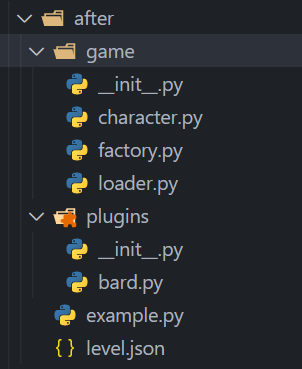 after
game
__init__.py
character.py
factory.py
loader.py
plugins
__init__.py
bard.py
example.py
{ } level.json